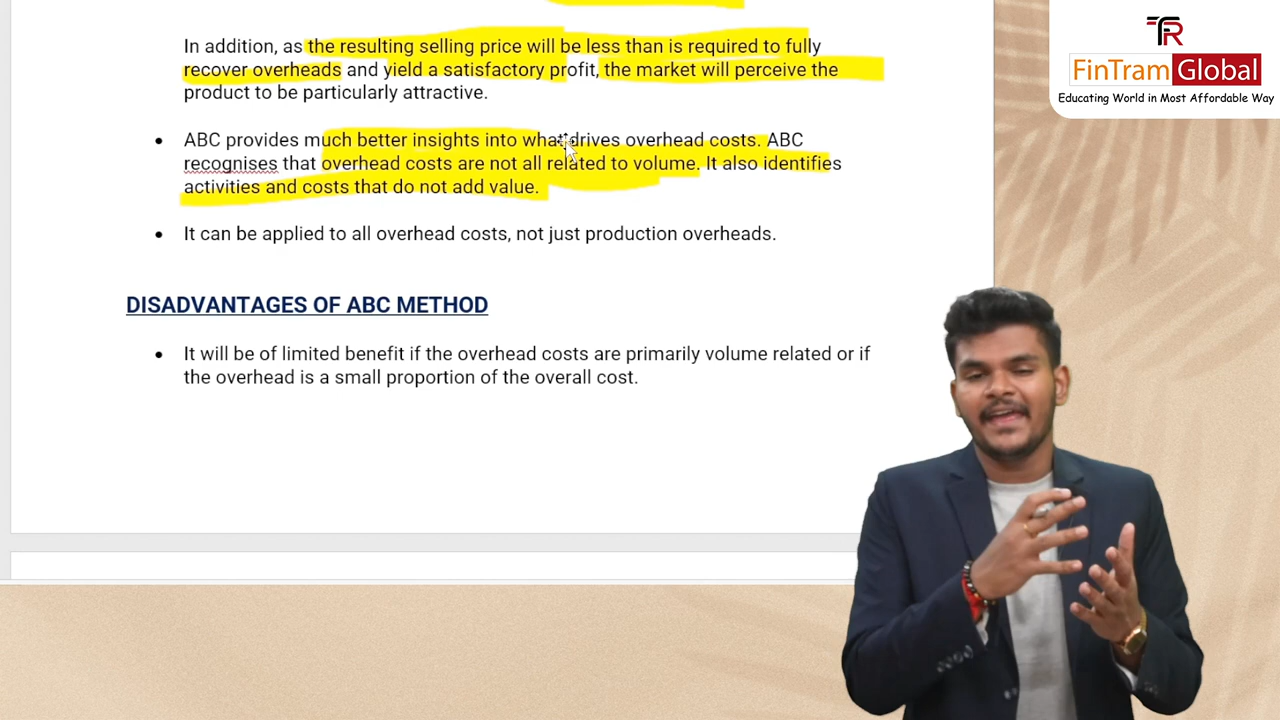 In addition, as the resulting selling price will be less than is required to fully
recover overheads and yield a satisfactory profit, the market will perceive the
product to be particularly attractive.
ABC provides much better insights into what drives overhead costs. ABC
recognises that overhead costs are not all related to volume. It also identifies
activities and costs that do not add value.
It can be applied to all overhead costs, not just production overheads.
DISADVANTAGES OF ABC METHOD
It will be of limited benefit if the overhead costs are primarily volume related or if
the overhead is a small proportion of the overall cost.
TR
FinTram Global
Educating World in Most Affordable Way